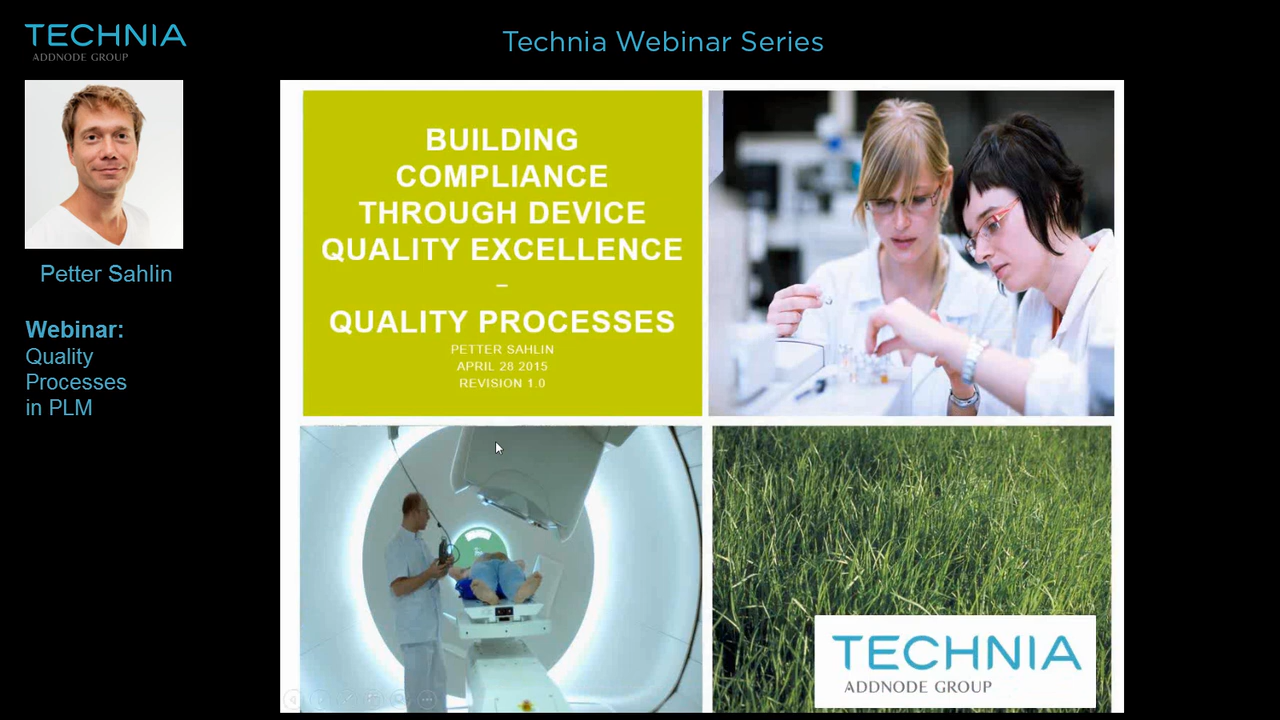 TECHNIA
ADDNODE GROUP
Technia Webinar Series
Petter Sahlin
Webinar:
Quality
Processes
in PLM
BUILDING
COMPLIANCE
THROUGH DEVICE
QUALITY EXCELLENCE
–
QUALITY PROCESSES
PETTER SAHLIN
APRIL 28 2015
REVISION 1.0
TECHNIA
ADDNODE GROUP